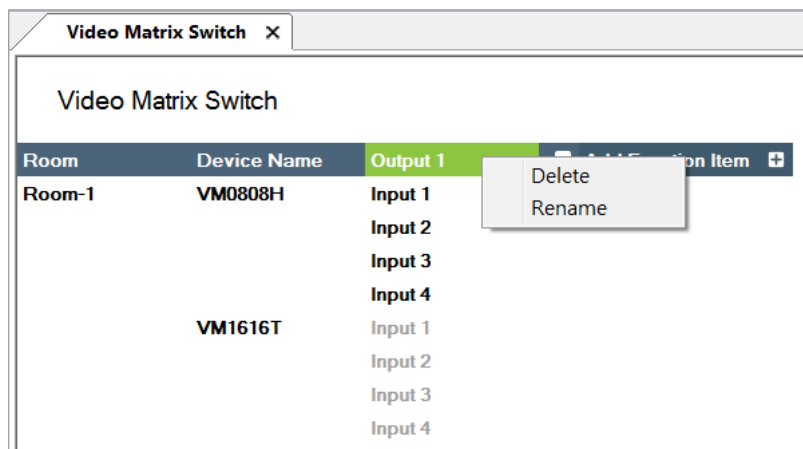 Video Matrix Switch ×
Video Matrix Switch
Room Device Name Output 1 Item
Delete
Rename
Room-1 VM0808H Input 1
Input 2
Input 3
Input 4
VM1616T Input 1
Input 2
Input 3
Input 4